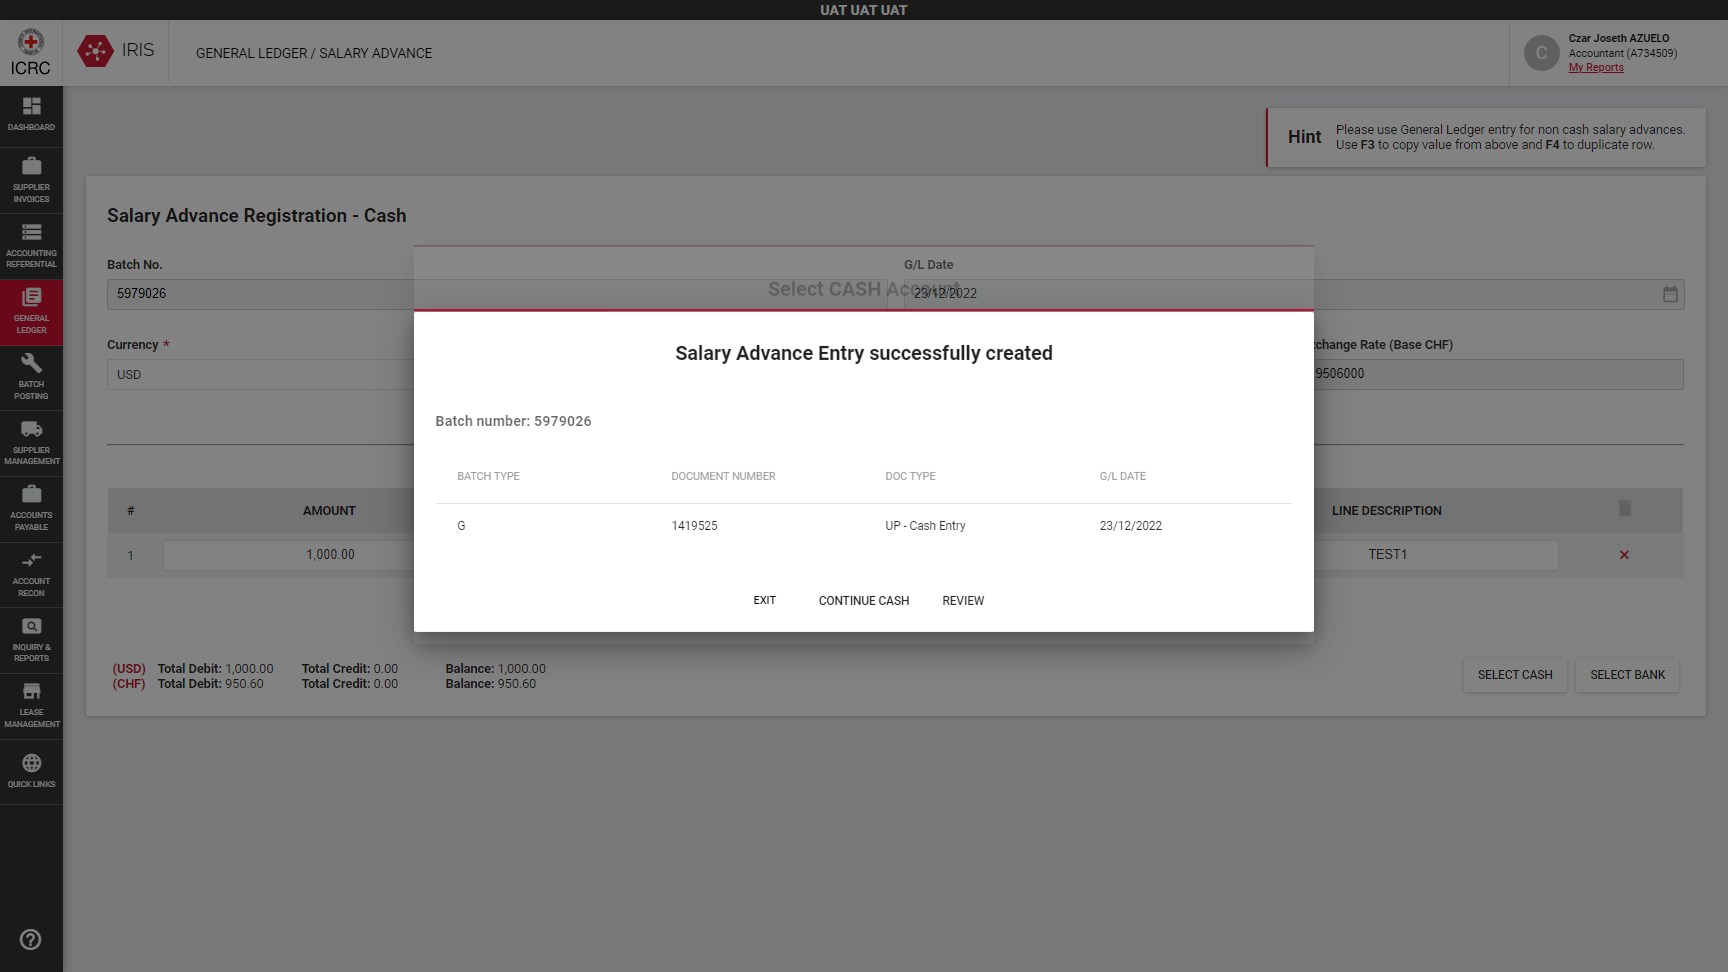 UAT UAT UAT
ICRC
IRIS
GENERAL LEDGER / SALARY ADVANCE
C
Czar Joseth AZUELO
Accountant (A734509)
My Reports
DASHBOARD
SUPPLIER
INVOICES
ACCOUNTING
REFERENTIAL
GENERAL
LEDGER
BATCH
POSTING
SUPPLIER
MANAGEMENT
ACCOUNTS
PAYABLE
ACCOUNT
RECON
INQUIRY &
REPORTS
LEASE
MANAGEMENT
QUICK LINKS
Hint
Please use General Ledger entry for non cash salary advances.
Use F3 to copy value from above and F4 to duplicate row.
Salary Advance Registration - Cash
Batch No.
G/L Date
5979026
Select CASH Account
23/12/2022
Currency *
change Rate (Base CHF)
USD
9506000
Salary Advance Entry successfully created
Batch number: 5979026
BATCH TYPE DOCUMENT NUMBER DOC TYPE G/L DATE
G 1419525 UP - Cash Entry 23/12/2022
EXIT CONTINUE CASH REVIEW
# AMOUNT LINE DESCRIPTION
1 1,000.00 TEST1 ×
(USD) Total Debit: 1,000.00 Total Credit: 0.00 Balance: 1,000.00
(CHF) Total Debit: 950.60 Total Credit: 0.00 Balance: 950.60
SELECT CASH SELECT BANK